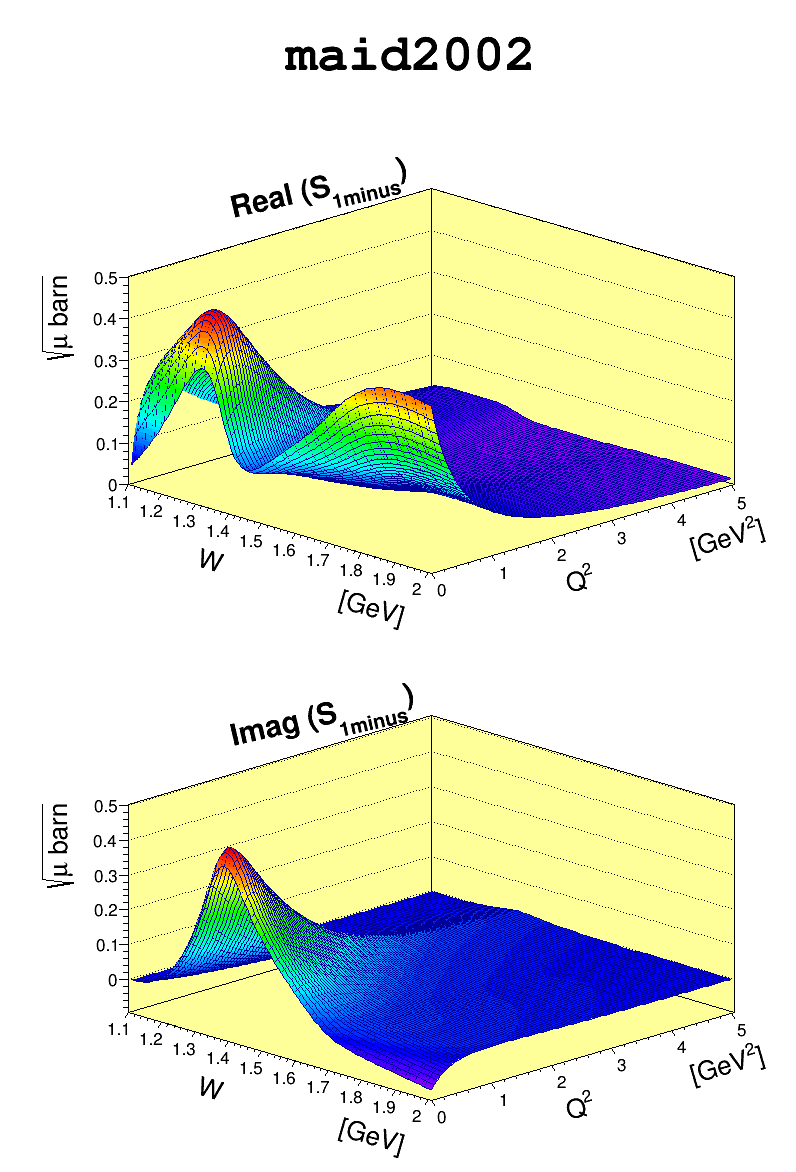 maid2002
Real (S1minus)
√μ barn
0.5
0.4
0.3
0.2
0.1
0
1.1 1.2 1.3 1.4 1.5 1.6 1.7 1.8 1.9 2
W
[GeV]
0 1 2 3 4 5
Q2
[GeV2]
Imag (S1minus)
√μ barn
0.5
0.4
0.3
0.2
0.1
0
1.1 1.2 1.3 1.4 1.5 1.6 1.7 1.8 1.9 2
W
[GeV]
0 1 2 3 4 5
Q2
[GeV2]